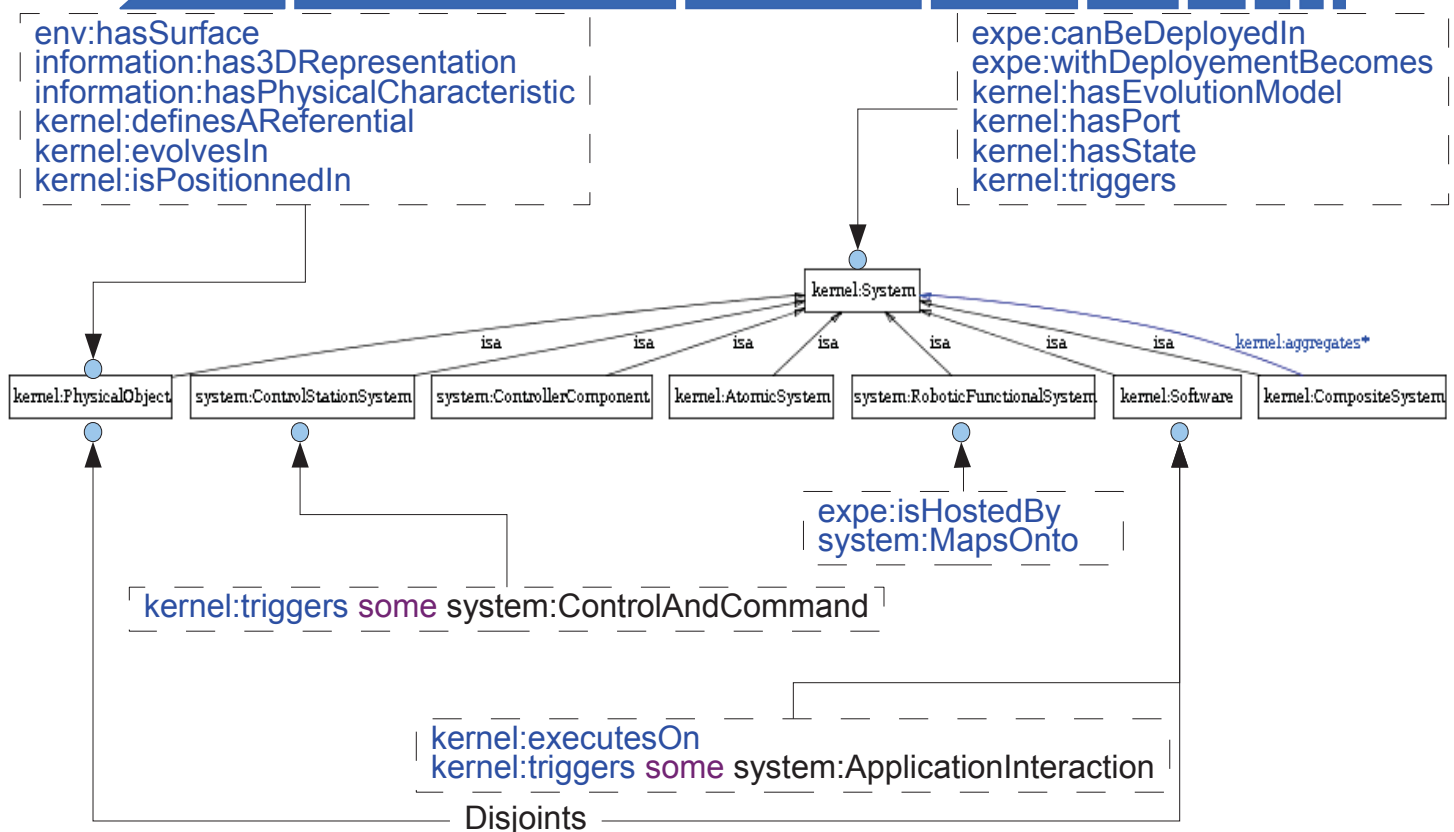 env:hasSurface
information:has3DRepresentation
information:hasPhysicalCharacteristic
kernel:definesAReferential
kernel:evolvesIn
kernel:isPositionnedIn
expe:canBeDeployedIn
expe:withDeployementBecomes
kernel:hasEvolutionModel
kernel:hasPort
kernel:hasState
kernel:triggers
kernel:System
isa isa isa isa isa isa isa kernel:aggregates*
kernel:PhysicalObject system:ControlStationSystem system:ControllerComponent kernel:AtomicSystem system:RoboticFunctionalSystem kernel:Software kernel:CompositeSystem
expe:isHostedBy
system:MapsOnto
kernel:triggers some system:ControlAndCommand
kernel:executesOn
kernel:triggers some system:ApplicationInteraction
Disjoints